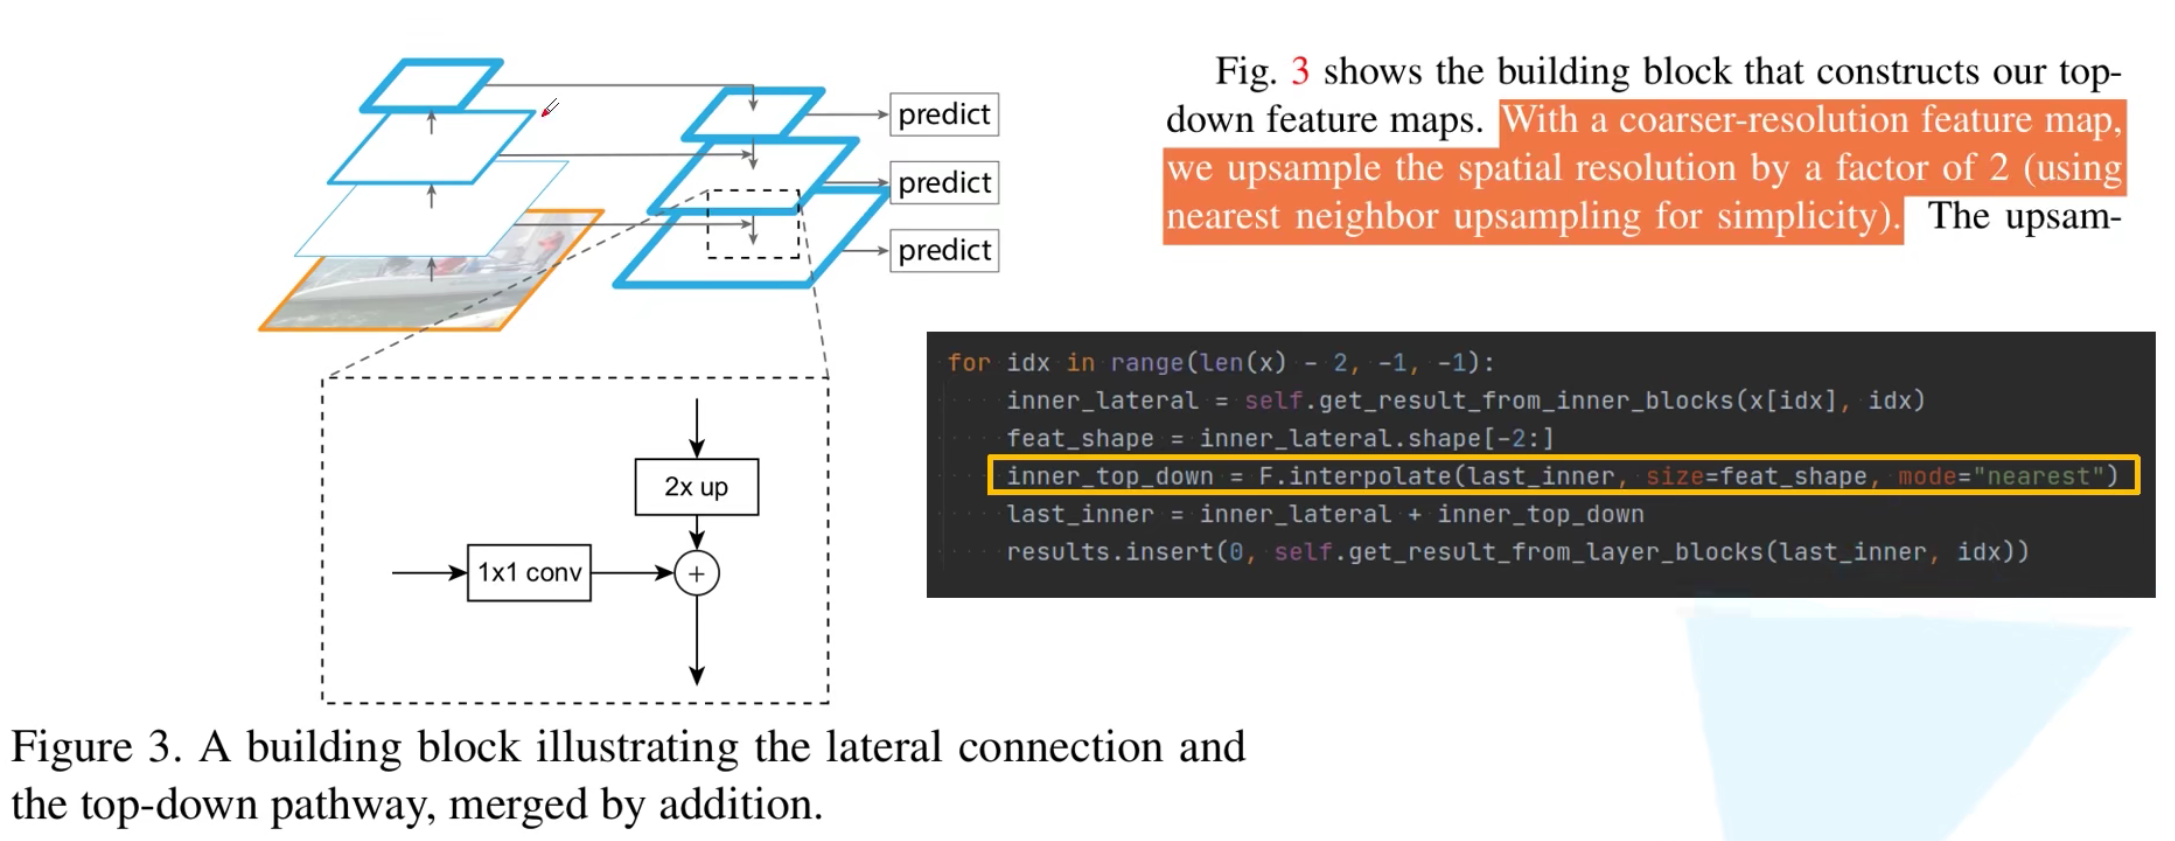 predict
predict
predict
2x up
1x1 conv
+
Figure 3. A building block illustrating the lateral connection and
the top-down pathway, merged by addition.
Fig. 3 shows the building block that constructs our top-
down feature maps. With a coarser-resolution feature map,
we upsample the spatial resolution by a factor of 2 (using
nearest neighbor upsampling for simplicity). The upsam-
for idx in range(len(x) - 2, -1, -1):
inner_lateral = self.get_result_from_inner_blocks(x[idx], idx)
feat_shape = inner_lateral.shape[-2:]
inner_top_down = F.interpolate(last_inner, size=feat_shape, mode="nearest")
last_inner = inner_lateral + inner_top_down
results.insert(0, self.get_result_from_layer_blocks(last_inner, idx))